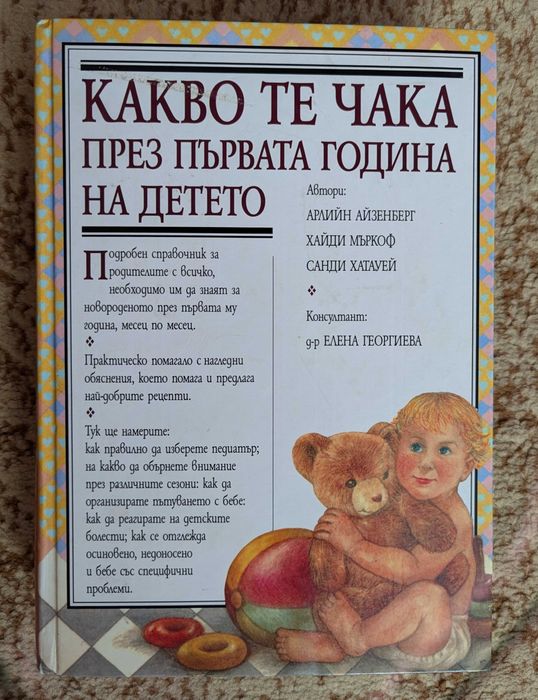 КАКВО ТЕ ЧАКА
ПРЕЗ ПЪРВАТА ГОДИНА
НА ДЕТЕТО
Автори:
АРЛИЙН АЙЗЕНБЕРГ
ХАЙДИ МЪРКОФ
САНДИ ХАТАУЕЙ
Консултант:
д-р ЕЛЕНА ГЕОРГИЕВА
Подробен справочник за
родителите с всичко,
необходимо им да знаят за
новороденото през първата му
година, месец по месец.
Практическо помагало с нагледни
обяснения, което помага и предлага
най-добрите рецепти.
Тук ще намерите:
как правилно да изберете педиатър;
на какво да обърнете внимание
през различните сезони: как да
организирате пътуването с бебе:
как да реагирате на детските
болести; как се отглежда
осиновено, недоносено
и бебе със специфични
проблеми.